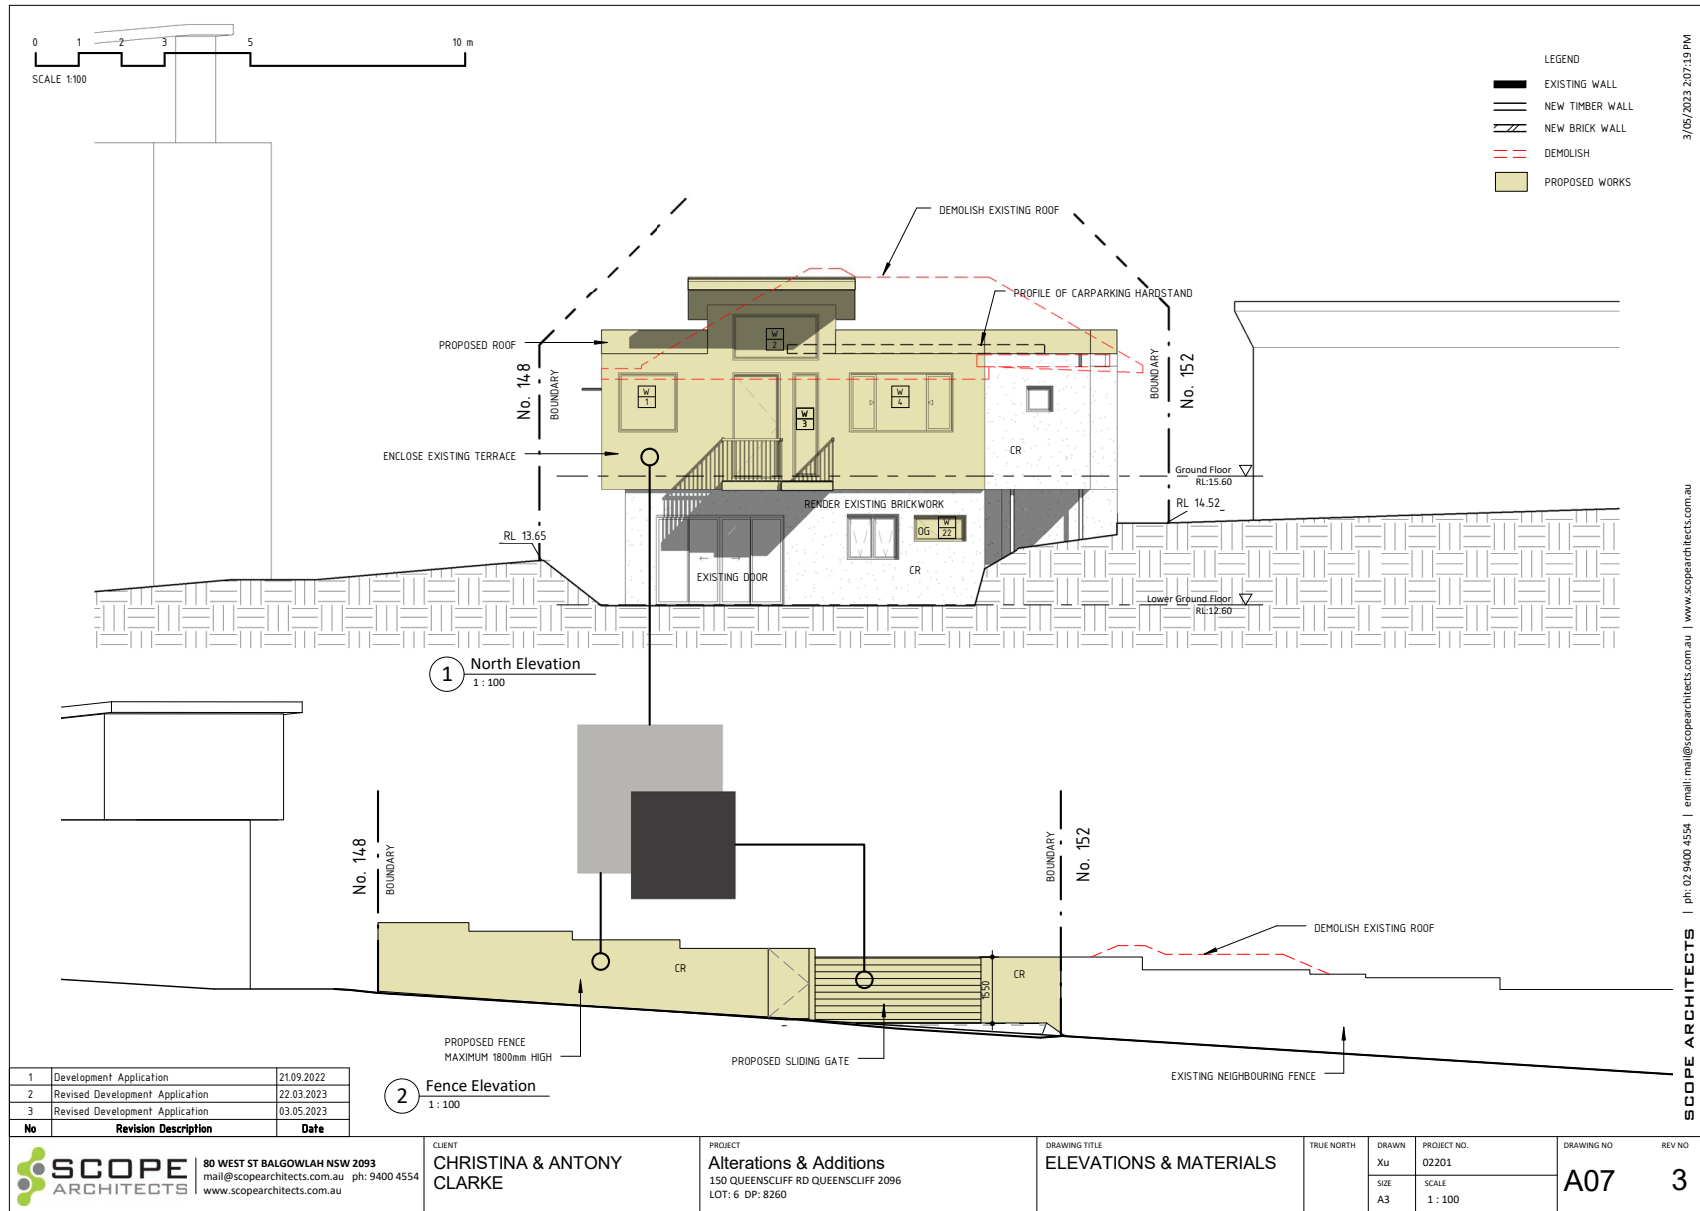 0 1 2 3 5 10 m
SCALE 1:100
LEGEND
EXISTING WALL
NEW TIMBER WALL
NEW BRICK WALL
DEMOLISH
PROPOSED WORKS
3/05/2023 2:07:19 PM
DEMOLISH EXISTING ROOF
PROFILE OF CARPARKING HARDSTAND
PROPOSED ROOF
No. 148
BOUNDARY
BOUNDARY
No. 152
W
2
W
1
W
3
W
4
ENCLOSE EXISTING TERRACE
CR
Ground Floor
RL:15.60
RENDER EXISTING BRICKWORK
RL 14.52
RL 13.65
OG
W
22
EXISTING DOOR
CR
Lower Ground Floor
RL:12.60
1
North Elevation
1 : 100
No. 148
BOUNDARY
BOUNDARY
No. 152
DEMOLISH EXISTING ROOF
CR
CR
1550
PROPOSED FENCE
MAXIMUM 1800mm HIGH
PROPOSED SLIDING GATE
EXISTING NEIGHBOURING FENCE
2
Fence Elevation
1 : 100
1 Development Application 21.09.2022
2 Revised Development Application 22.03.2023
3 Revised Development Application 03.05.2023
No Revision Description Date
SCOPE
ARCHITECTS
80 WEST ST BALGOWLAH NSW 2093
mail@scopearchitects.com.au ph: 9400 4554
www.scopearchitects.com.au
CLIENT
CHRISTINA & ANTONY
CLARKE
PROJECT
Alterations & Additions
150 QUEENSCLIFF RD QUEENSCLIFF 2096
LOT: 6 DP: 8260
DRAWING TITLE
ELEVATIONS & MATERIALS
TRUE NORTH
DRAWN
Xu
SIZE
A3
PROJECT NO.
02201
SCALE
1 : 100
DRAWING NO
A07
REV NO
3
SCOPE ARCHITECTS | ph: 02 9400 4554 | email: mail@scopearchitects.com.au | www.scopearchitects.com.au